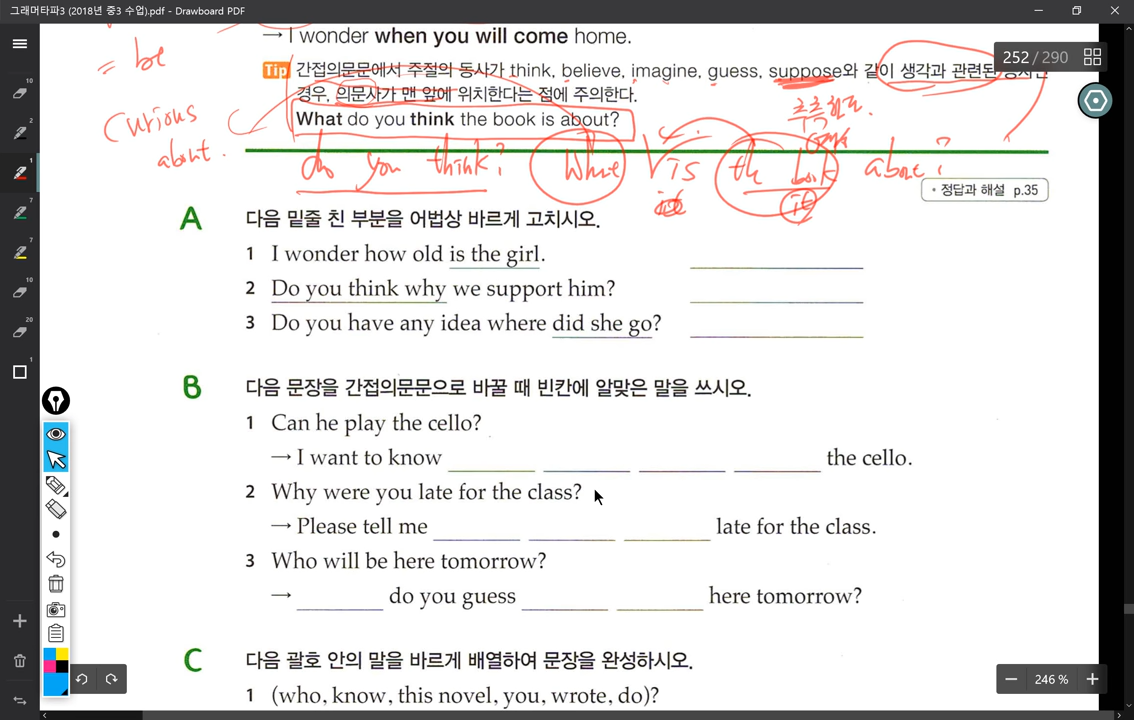 그래머타파3 (2018년 중3 수업).pdf - Drawboard PDF
252 / 290
→ I wonder when you will come home.
= be
Tip 간접의문문에서 주절의 동사가 think, believe, imagine, guess, suppose와 같이 생각과 관련된 동사인
경우, 의문사가 맨 앞에 위치한다는 점에 주의한다.
What do you think the book is about?
Curious
about.
추측한다.
do you think? What is the book about?
it
• 정답과 해설 p.35
A 다음 밑줄 친 부분을 어법상 바르게 고치시오.
1 I wonder how old is the girl.
2 Do you think why we support him?
3 Do you have any idea where did she go?
B 다음 문장을 간접의문문으로 바꿀 때 빈칸에 알맞은 말을 쓰시오.
1 Can he play the cello?
→ I want to know the cello.
2 Why were you late for the class?
→ Please tell me late for the class.
3 Who will be here tomorrow?
→ do you guess here tomorrow?
C 다음 괄호 안의 말을 바르게 배열하여 문장을 완성하시오.
1 (who, know, this novel, you, wrote, do)?
10
2
1
7
7
10
20
1
246 %